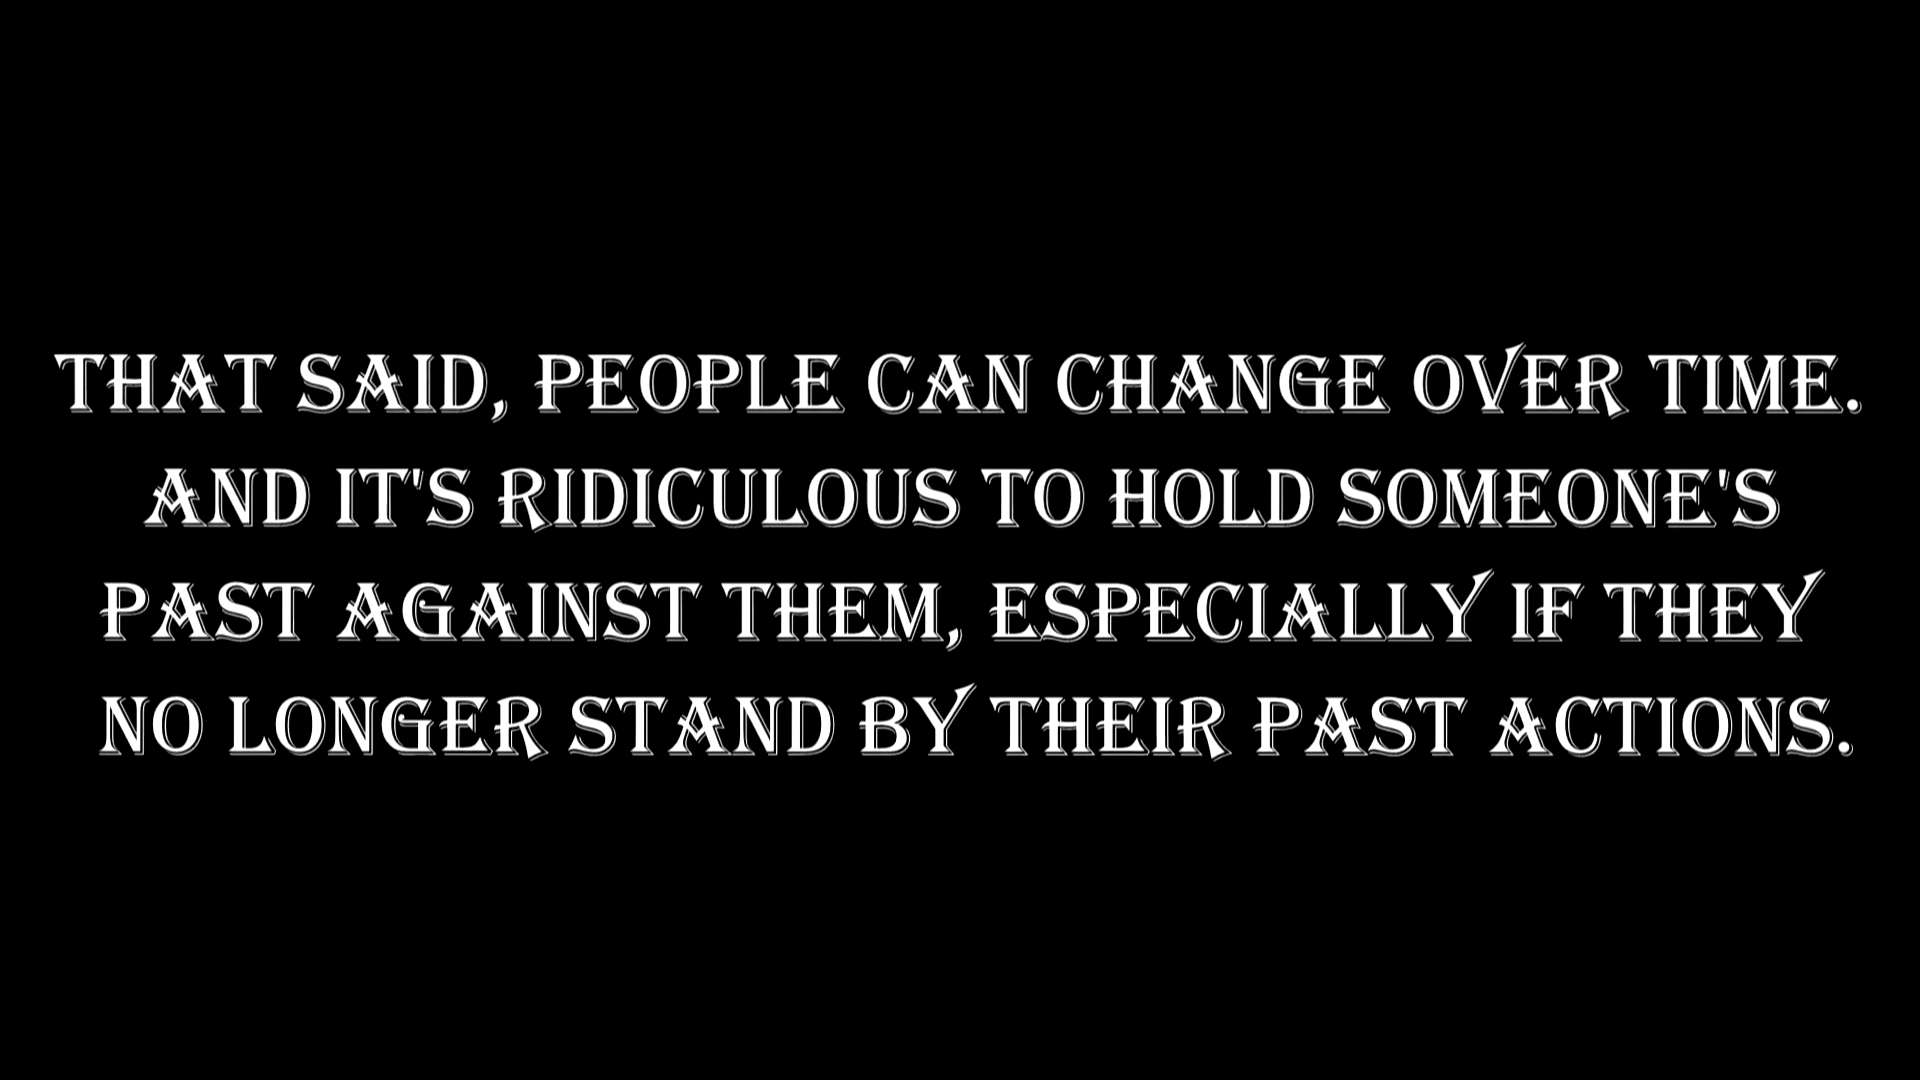 THAT SAID, PEOPLE CAN CHANGE OVER TIME.
AND IT'S RIDICULOUS TO HOLD SOMEONE'S
PAST AGAINST THEM, ESPECIALLY IF THEY
NO LONGER STAND BY THEIR PAST ACTIONS.